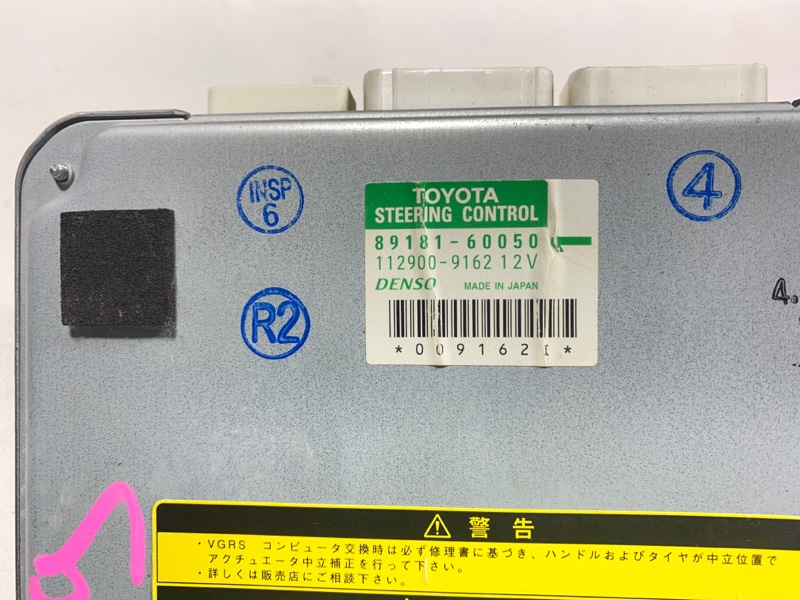 INSP
6
R2
4
TOYOTA
STEERING CONTROL
89181-60050
112900-9162 12V
DENSO MADE IN JAPAN
*009162I*
4.
警告
・VGRS コンピュータ交換時は必ず修理書に基づき、ハンドルおよびタイヤが中立位置で
アクチュエータ中立補正を行って下さい。
・詳しくは販売店にご相談下さい。